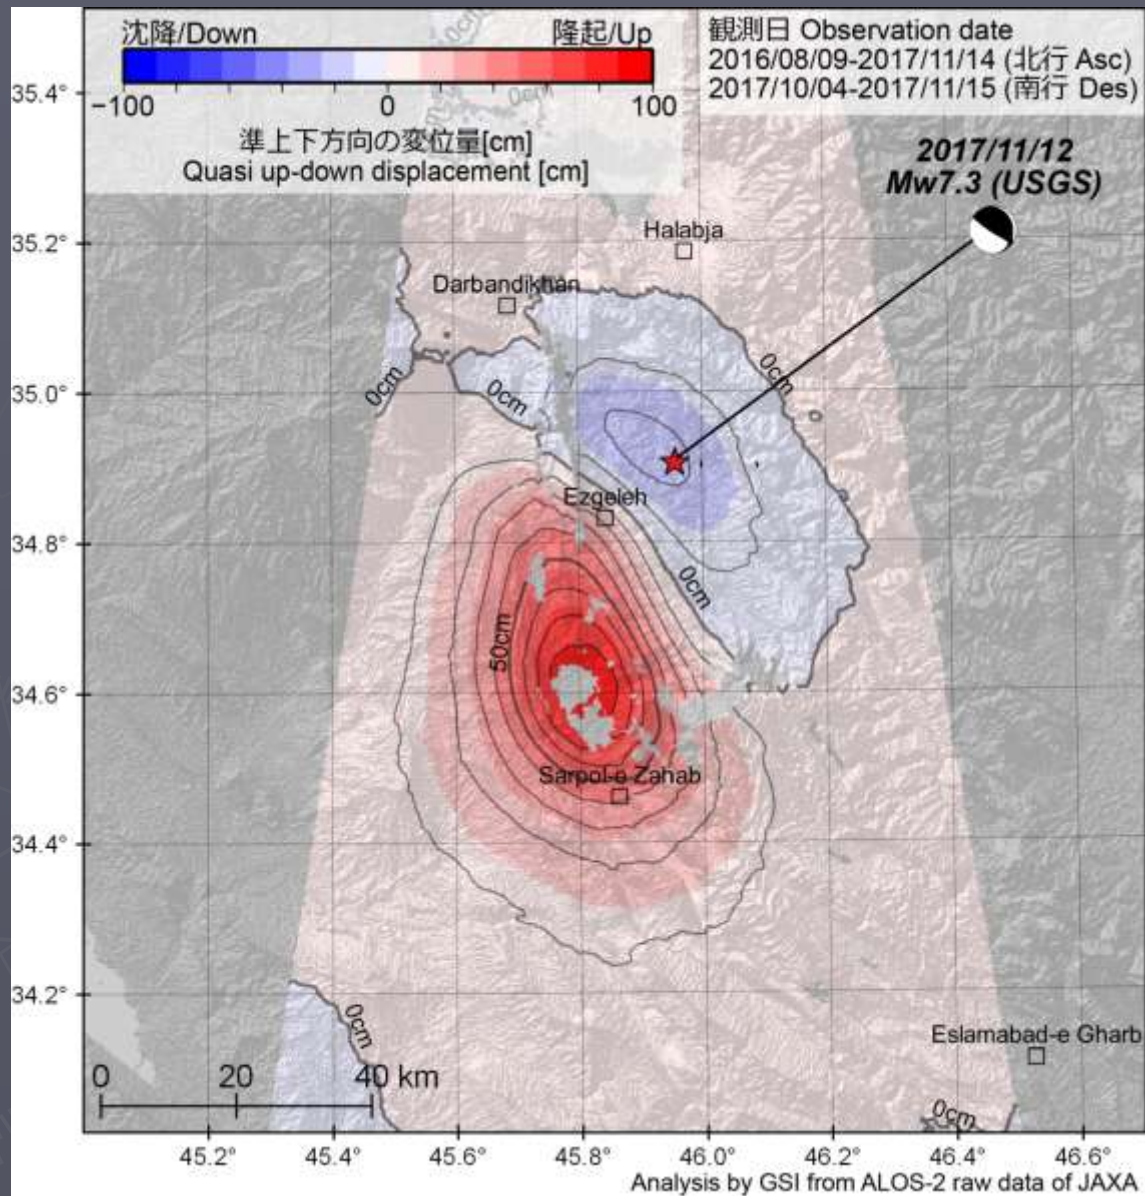 沈降/Down 隆起/Up
−100 0 100
準上下方向の変位量[cm]
Quasi up-down displacement [cm]
観測日 Observation date
2016/08/09-2017/11/14 (北行 Asc)
2017/10/04-2017/11/15 (南行 Des)
2017/11/12
Mw7.3 (USGS)
0cm
0cm
35.4°
35.2°
35.0°
34.8°
34.6°
34.4°
34.2°
Halabja
Darbandikhan
0cm
0cm
0cm
Ezgeleh
0cm
50cm
Sarpol-e Zahab
0cm
Eslamabad-e Gharb
0cm
0 20 40 km
45.2° 45.4° 45.6° 45.8° 46.0° 46.2° 46.4° 46.6°
Analysis by GSI from ALOS-2 raw data of JAXA